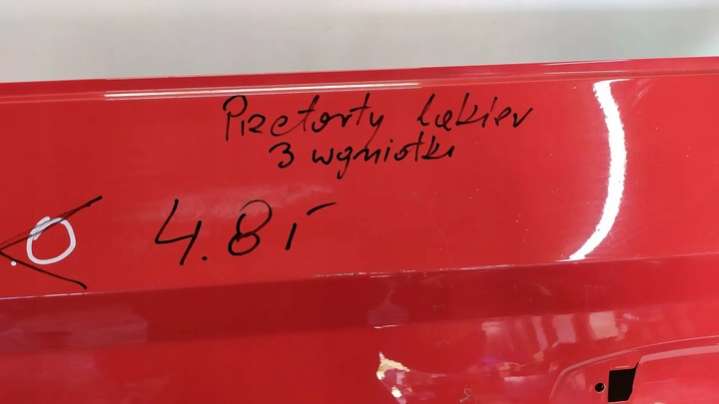 Przetarty lakier
3 wgniotki
4.8 r